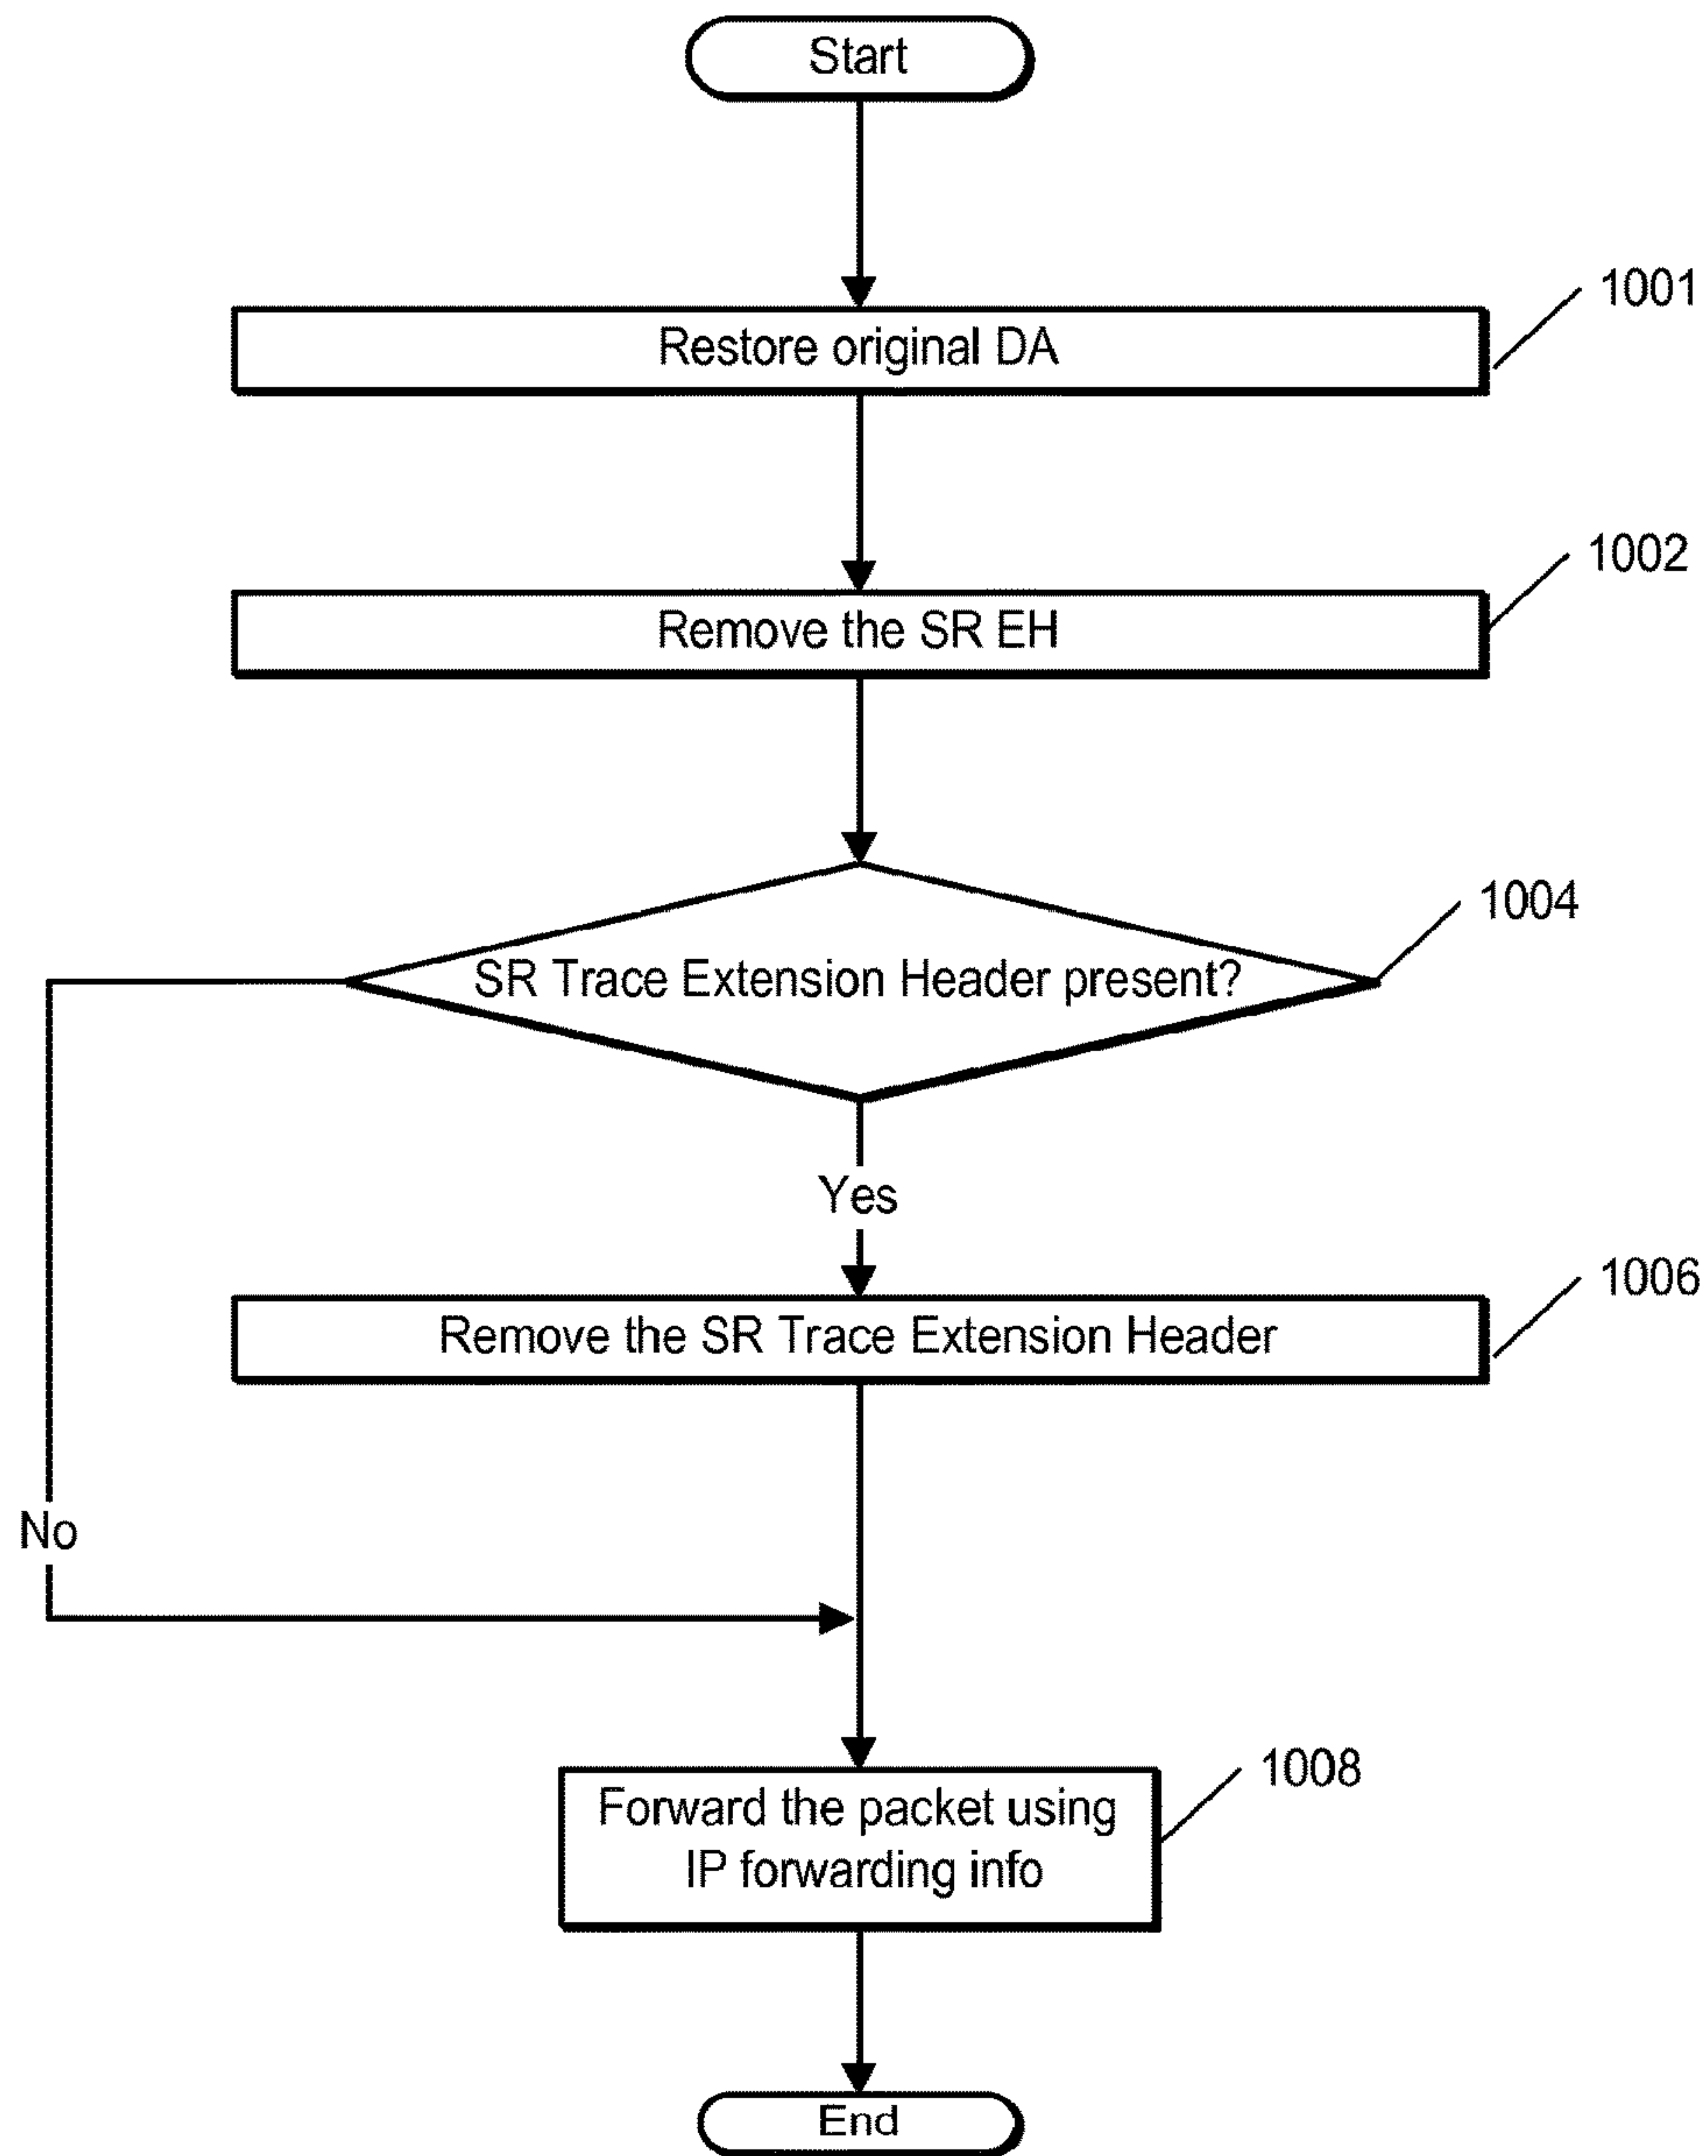 Start
1001
Restore original DA
1002
Remove the SR EH
1004
SR Trace Extension Header present?
Yes
1006
Remove the SR Trace Extension Header
No
1008
Forward the packet using
IP forwarding info
End